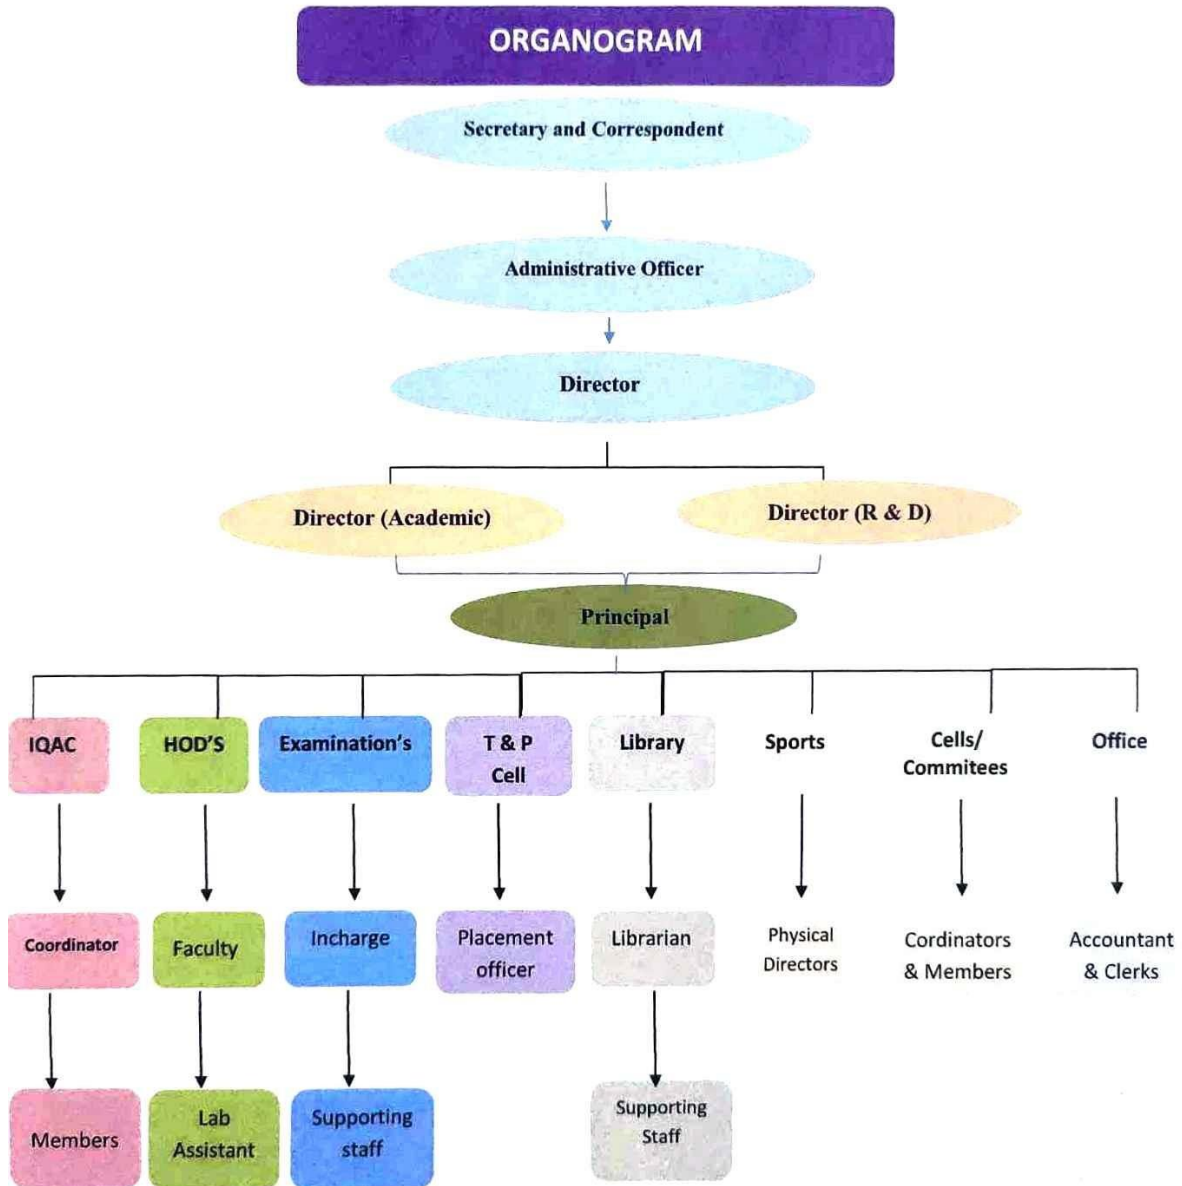 ORGANOGRAM
Secretary and Correspondent
Administrative Officer
Director
Director (Academic)
Director (R & D)
Principal
IQAC
HOD'S
Examination's
T & P
Cell
Library
Sports
Cells/
Commitees
Office
Coordinator
Faculty
Incharge
Placement
officer
Librarian
Physical
Directors
Cordinators
& Members
Accountant
& Clerks
Members
Lab
Assistant
Supporting
staff
Supporting
Staff